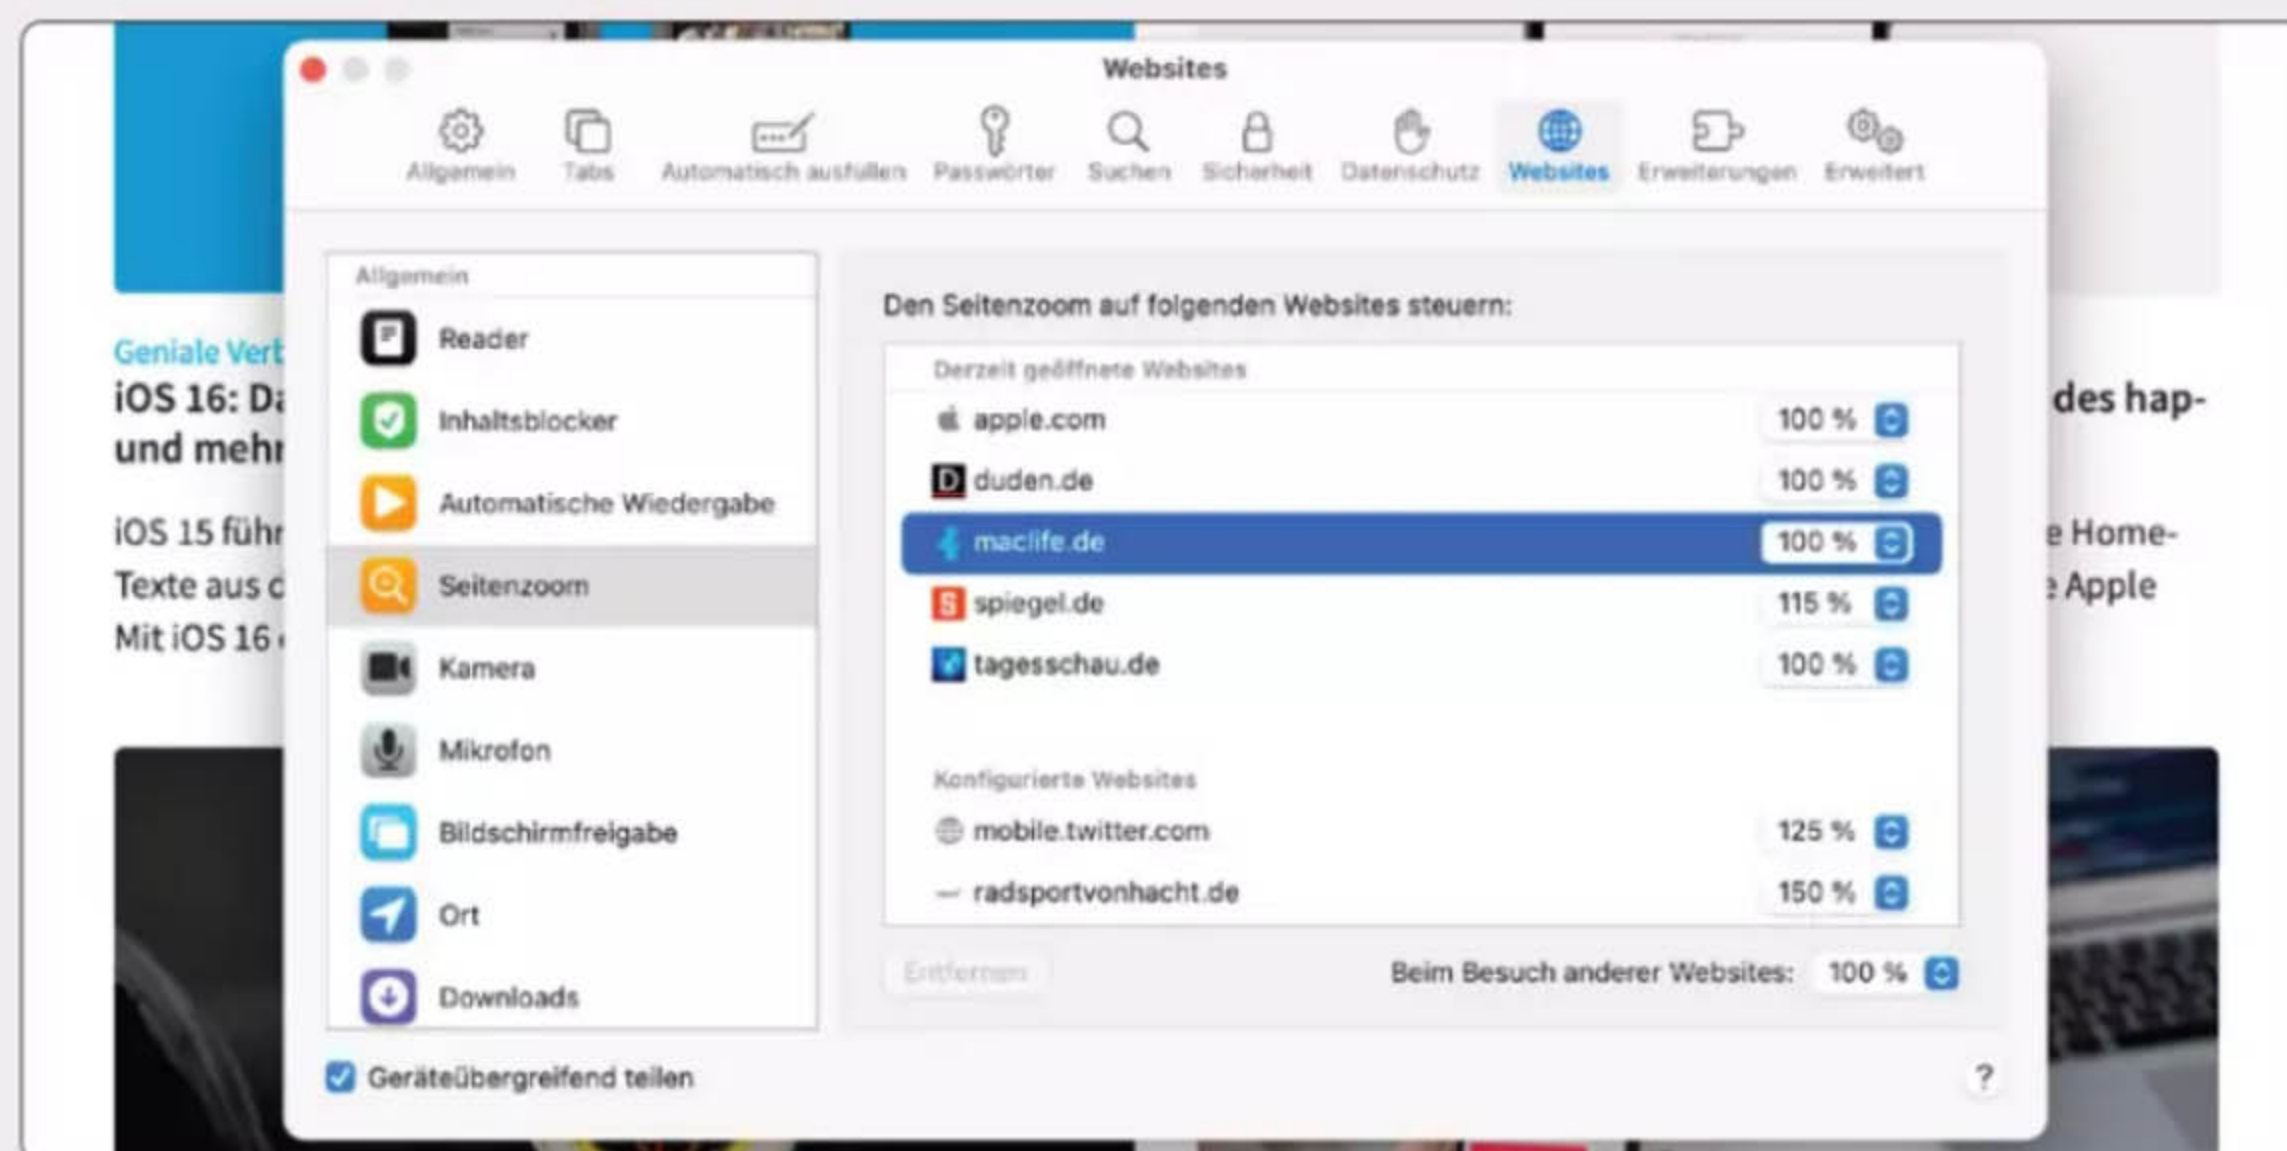 Websites
Allgemein Tabs Automatisch ausfüllen Passwörter Suchen Sicherheit Datenschutz Websites Erweiterungen Erweitert
Allgemein
Reader
Inhaltsblocker
Automatische Wiedergabe
Seitenzoom
Kamera
Mikrofon
Bildschirmfreigabe
Ort
Downloads
Geräteübergreifend teilen
Den Seitenzoom auf folgenden Websites steuern:
Derzeit geöffnete Websites
apple.com 100 %
duden.de 100 %
maclife.de 100 %
spiegel.de 115 %
tagesschau.de 100 %
Konfigurierte Websites
mobile.twitter.com 125 %
radsportvonhacht.de 150 %
Entfernen
Beim Besuch anderer Websites: 100 %
?
Geniale Verb
iOS 16: Da
und mehr
iOS 15 führ
Texte aus d
Mit iOS 16
des hap-
e Home-
e Apple